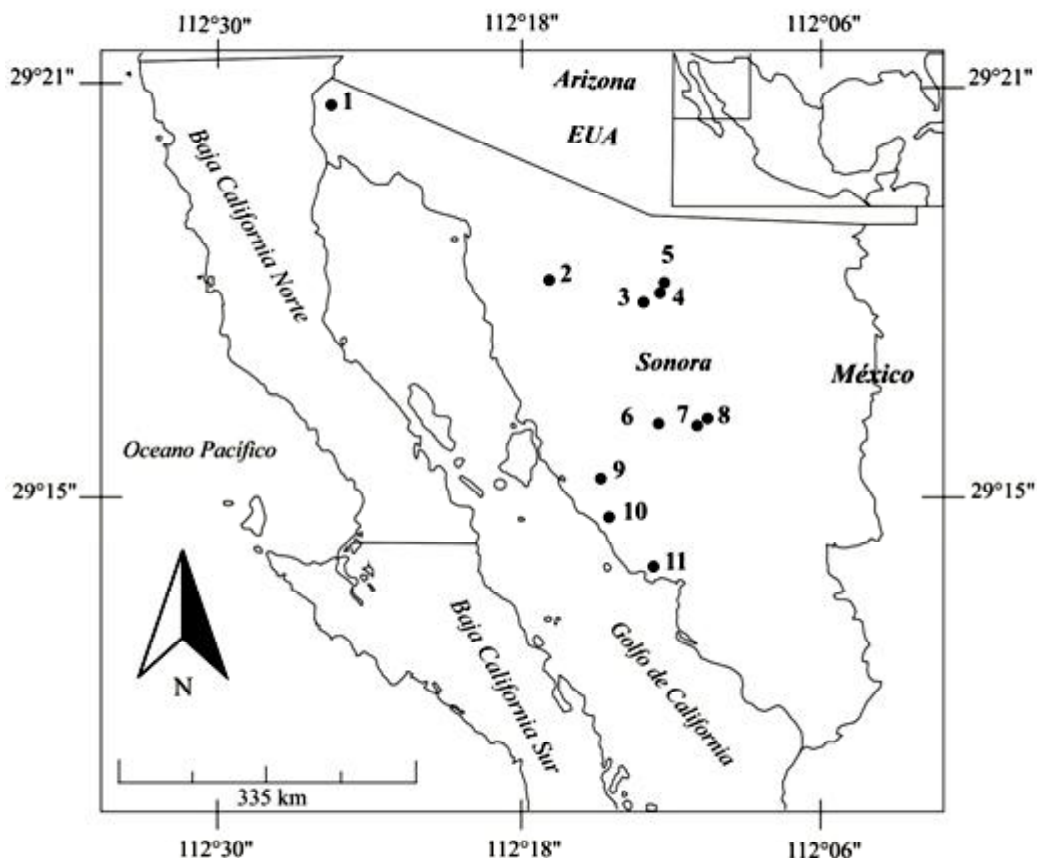 112°30" 112°18" 112°06"
29°21" 29°21"
Arizona
EUA
1
Baja California Norte
2
5
3 4
Sonora
México
6 7 8
Oceano Pacífico
9
29°15" 29°15"
10
11
Baja California Sur
Golfo de California
N
335 km
112°30" 112°18" 112°06"